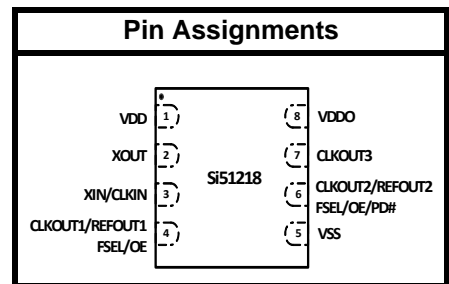 Pin Assignments
VDD 1
8 VDDO
XOUT 2
7 CLKOUT3
Si51218
XIN/CLKIN 3
6 CLKOUT2/REFOUT2
FSEL/OE/PD#
CLKOUT1/REFOUT1
FSEL/OE 4
5 VSS